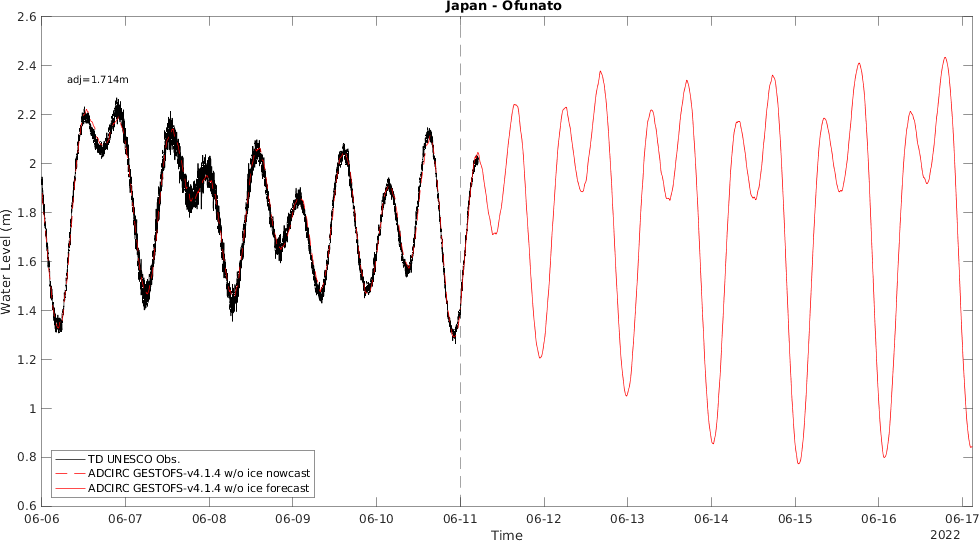 Japan - Ofunato
2.6
2.4
adj=1.714m
2.2
2
1.8
Water Level (m)
1.6
1.4
1.2
1
0.8
0.6
TD UNESCO Obs.
ADCIRC GESTOFS-v4.1.4 w/o ice nowcast
ADCIRC GESTOFS-v4.1.4 w/o ice forecast
06-06 06-07 06-08 06-09 06-10 06-11 06-12 06-13 06-14 06-15 06-16 06-17
Time
2022